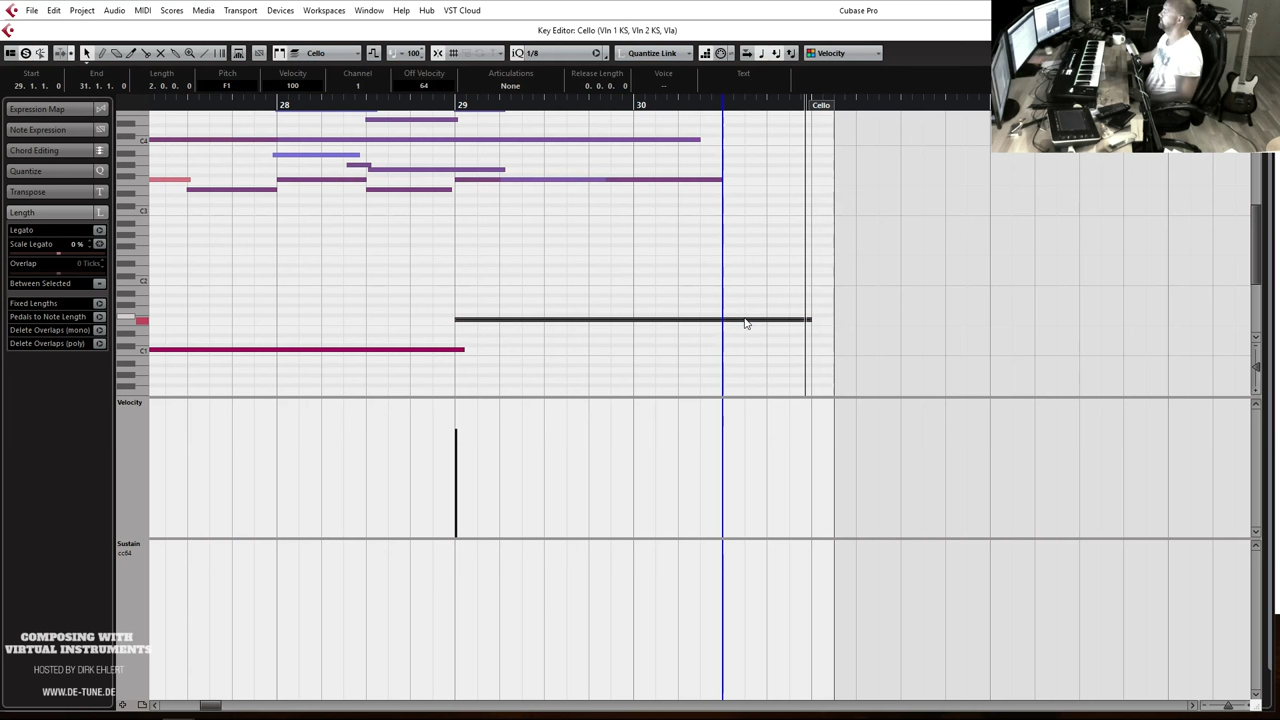 File Edit MIDI Scores Media Transport Devices Workspaces Window Help Hub VST Cloud Cubase Pro
Key Editor: Cello (Vln 1 KS, Vln 2 KS, Vla)
Cello 100 iQ 1/8 Quantize Link Velocity
Start End Length Pitch Velocity Channel Off Velocity Articulations Release Length Voice Text
29. 1. 1. 0 31. 1. 1. 0 2. 0. 0. 0 F1 100 1 64 None 0. 0. 0. 0 --
28 29 30 Cello
Expression Map
Note Expression
Chord Editing
Quantize Q
Transpose T
Length L
Legato
Scale Legato 0 %
Overlap 0 Ticks
Between Selected
Fixed Lengths
Pedals to Note Length
Delete Overlaps (mono)
Delete Overlaps (poly)
C4
C3
C2
C1
Velocity
Sustain
cc64
COMPOSING WITH
VIRTUAL INSTRUMENTS
HOSTED BY DIRK EHLERT
WWW.DE-TUNE.DE